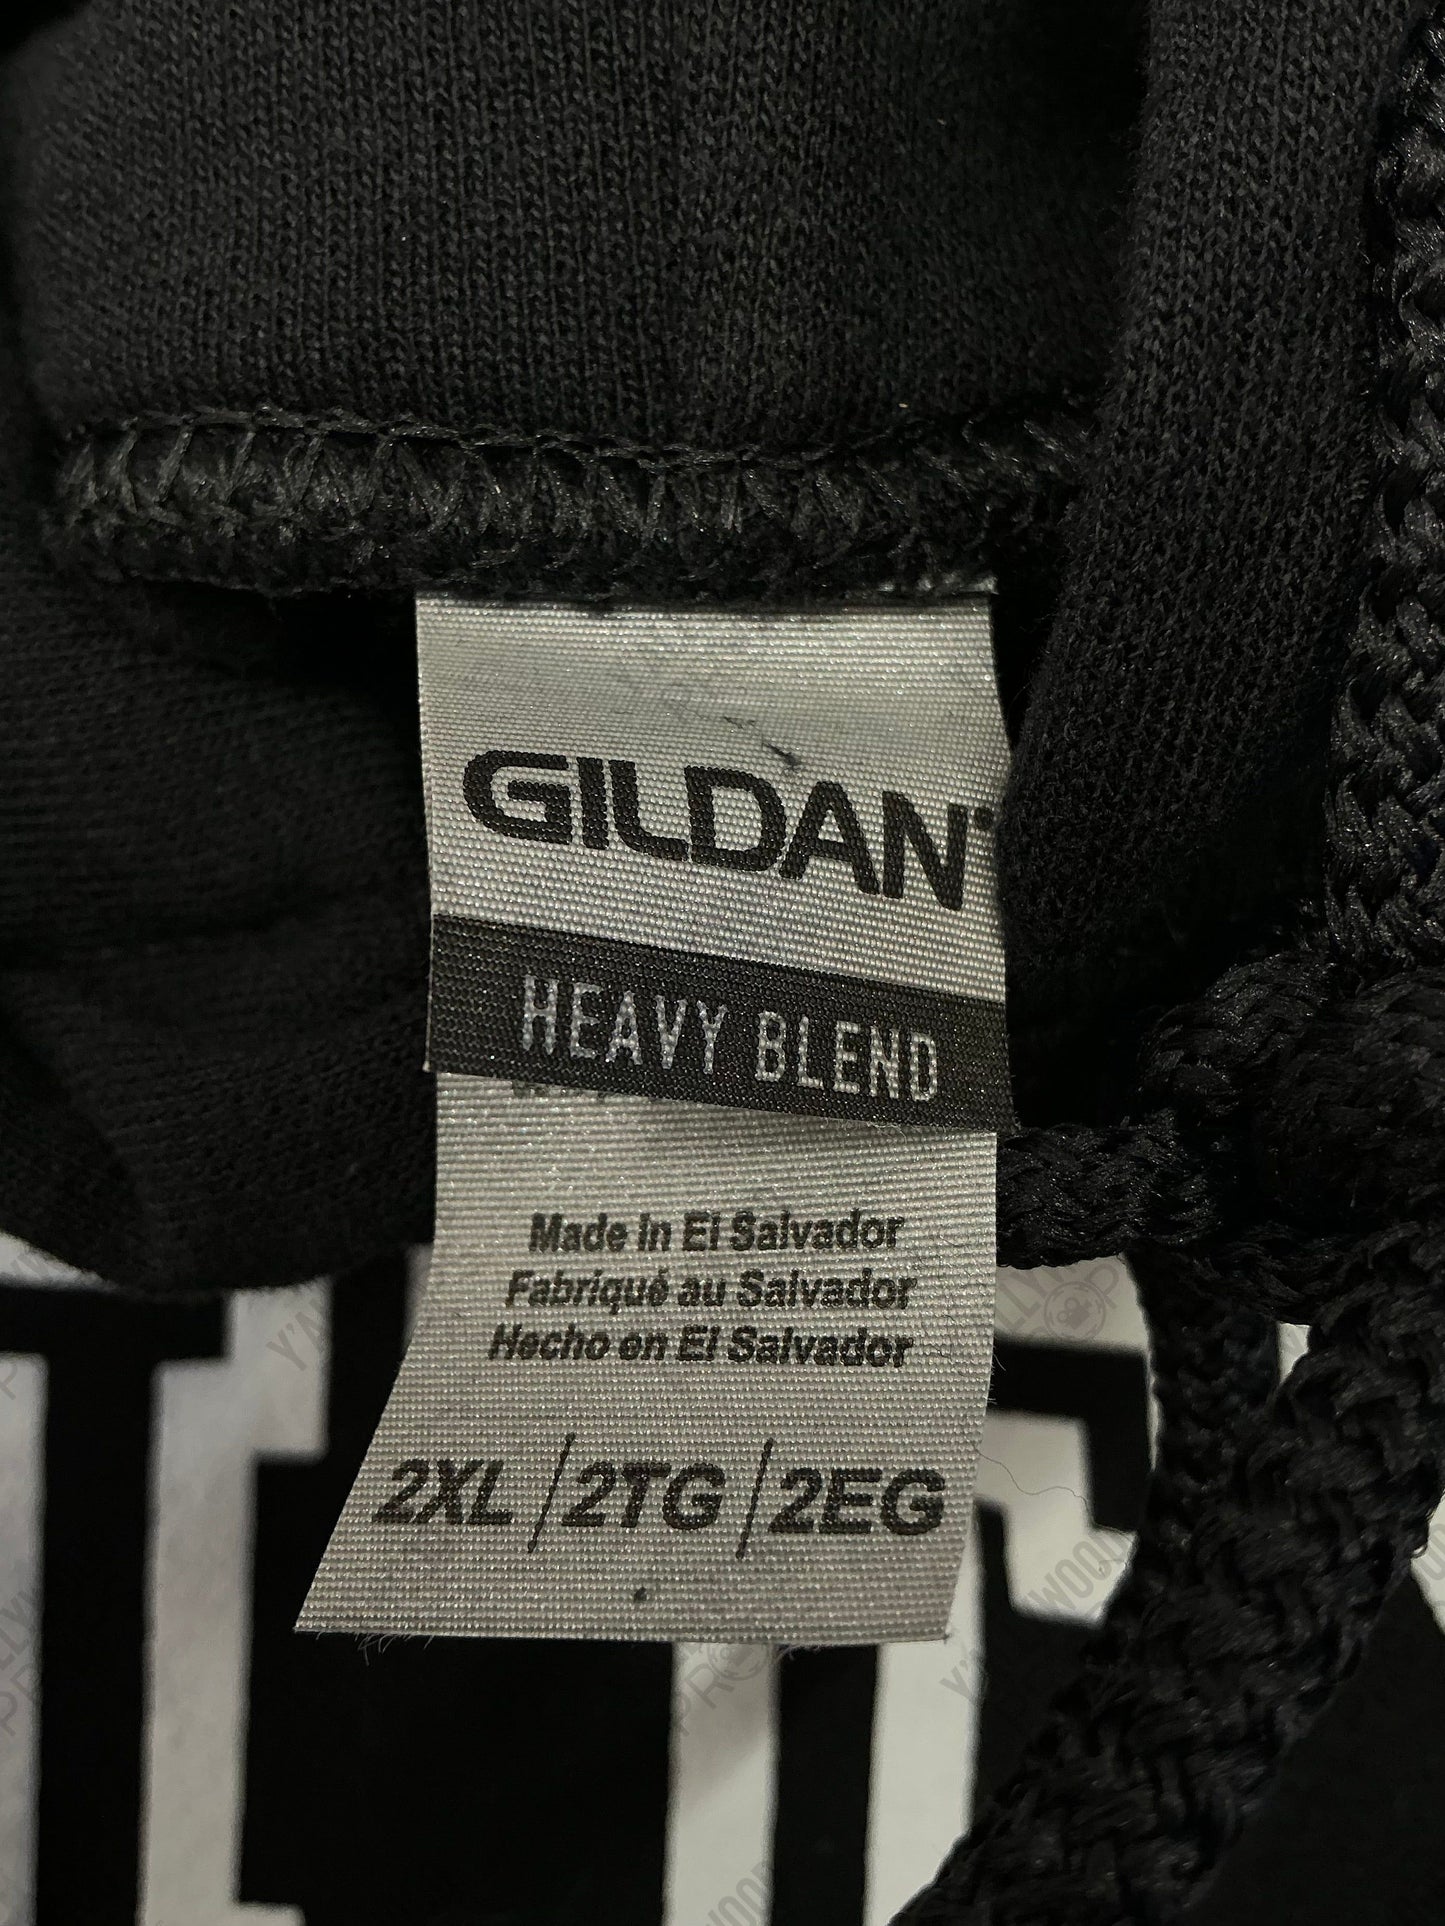 GILDAN®
HEAVY BLEND
Made in El Salvador
Fabriqué au Salvador
Hecho en El Salvador
2XL / 2TG / 2EG